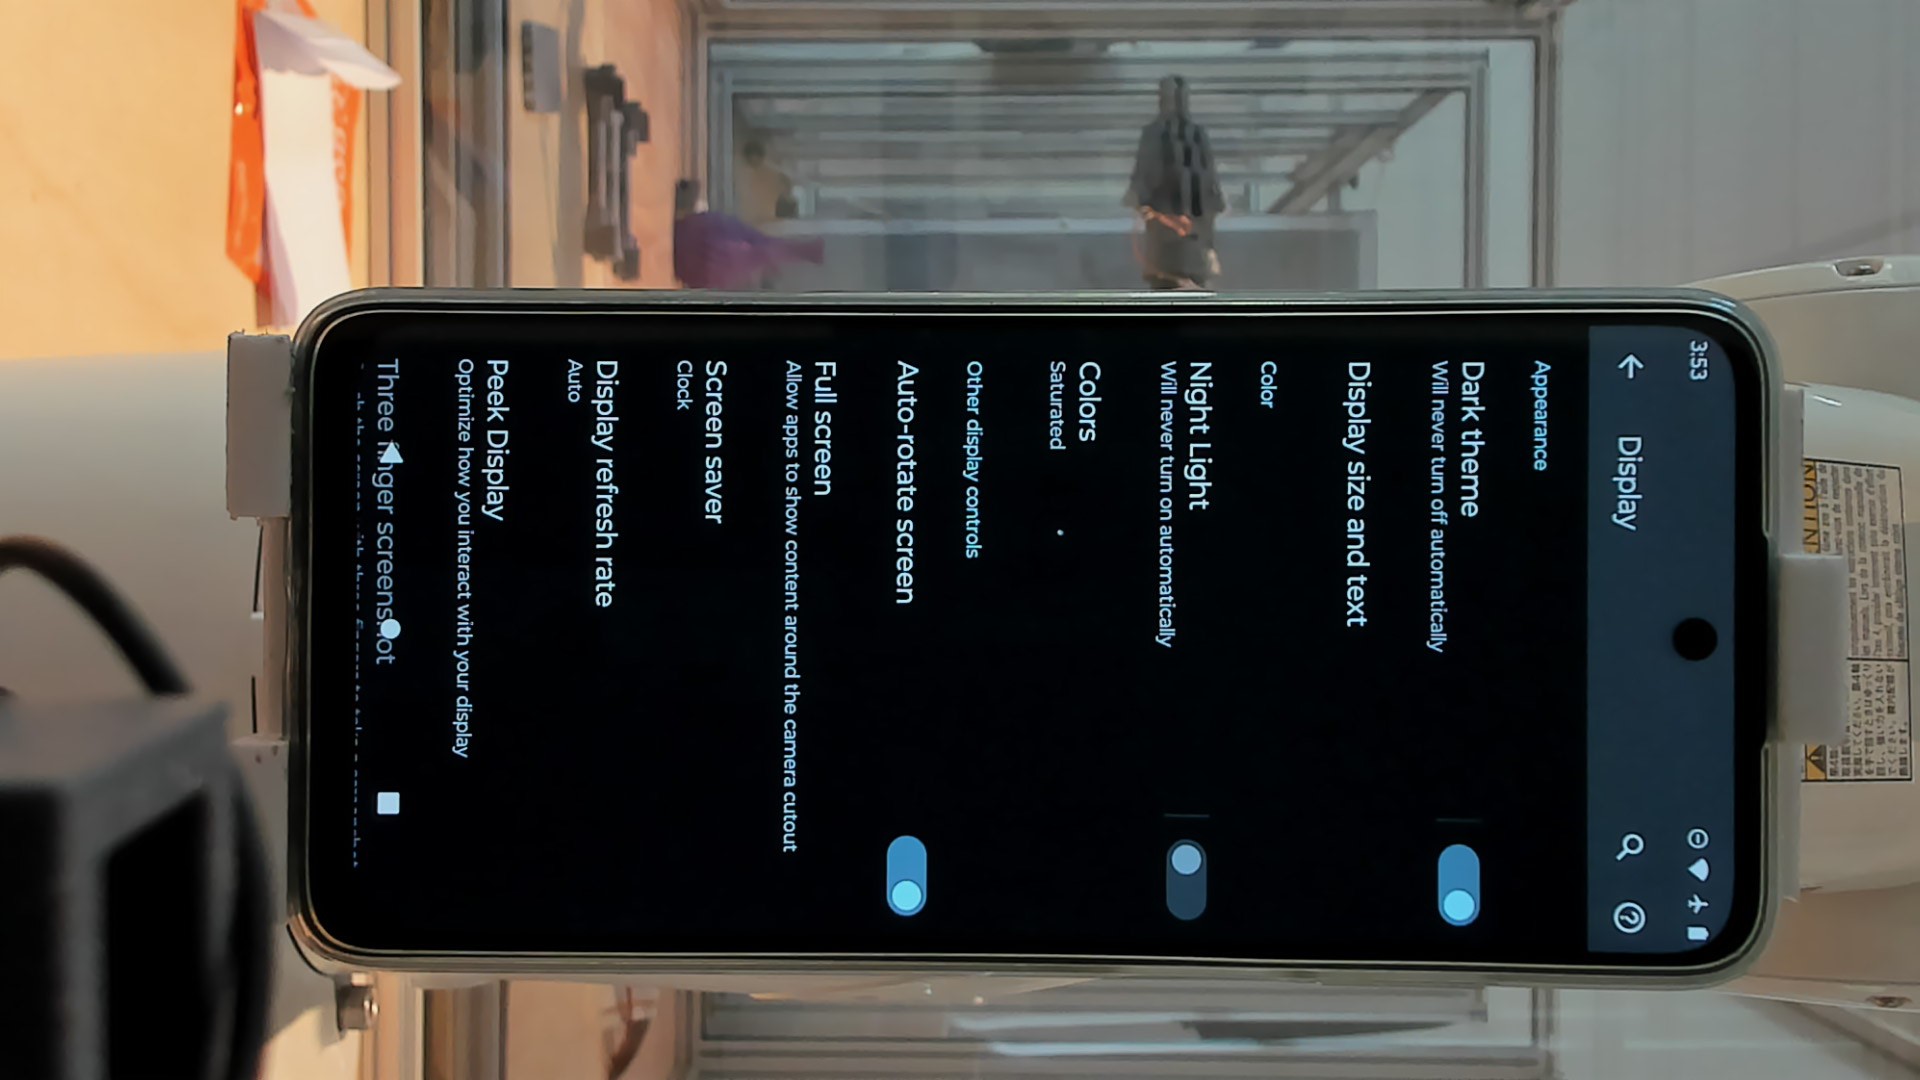 3:53
Display
Appearance
Dark theme
Will never turn off automatically
Display size and text
Color
Night Light
Will never turn on automatically
Colors
Saturated
Other display controls
Auto-rotate screen
Full screen
Allow apps to show content around the camera cutout
Screen saver
Clock
Display refresh rate
Auto
Peek Display
Optimize how you interact with your display
Three finger screenshot